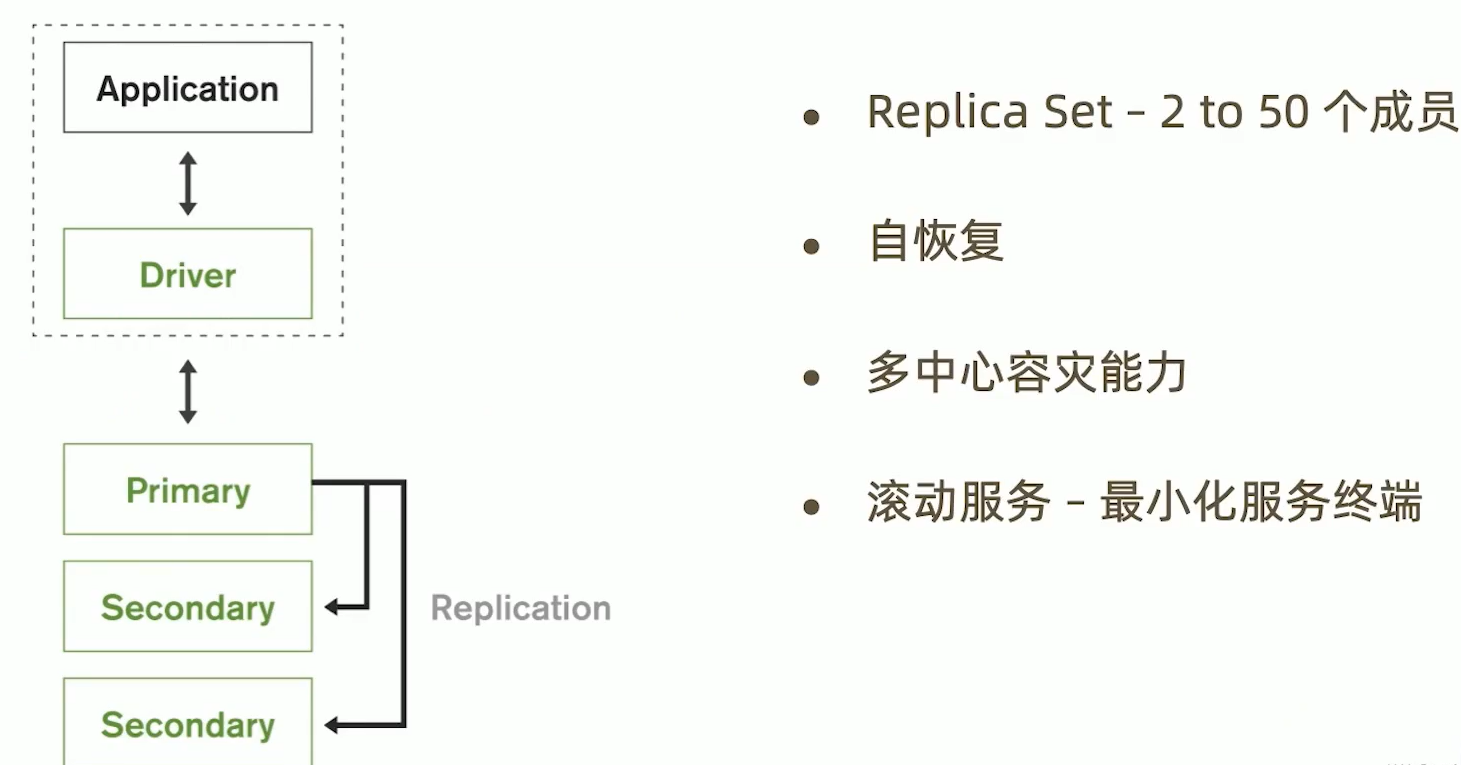 Application
Driver
Primary
Secondary
Secondary
Replication
• Replica Set – 2 to 50 个成员
• 自恢复
• 多中心容灾能力
• 滚动服务 – 最小化服务终端